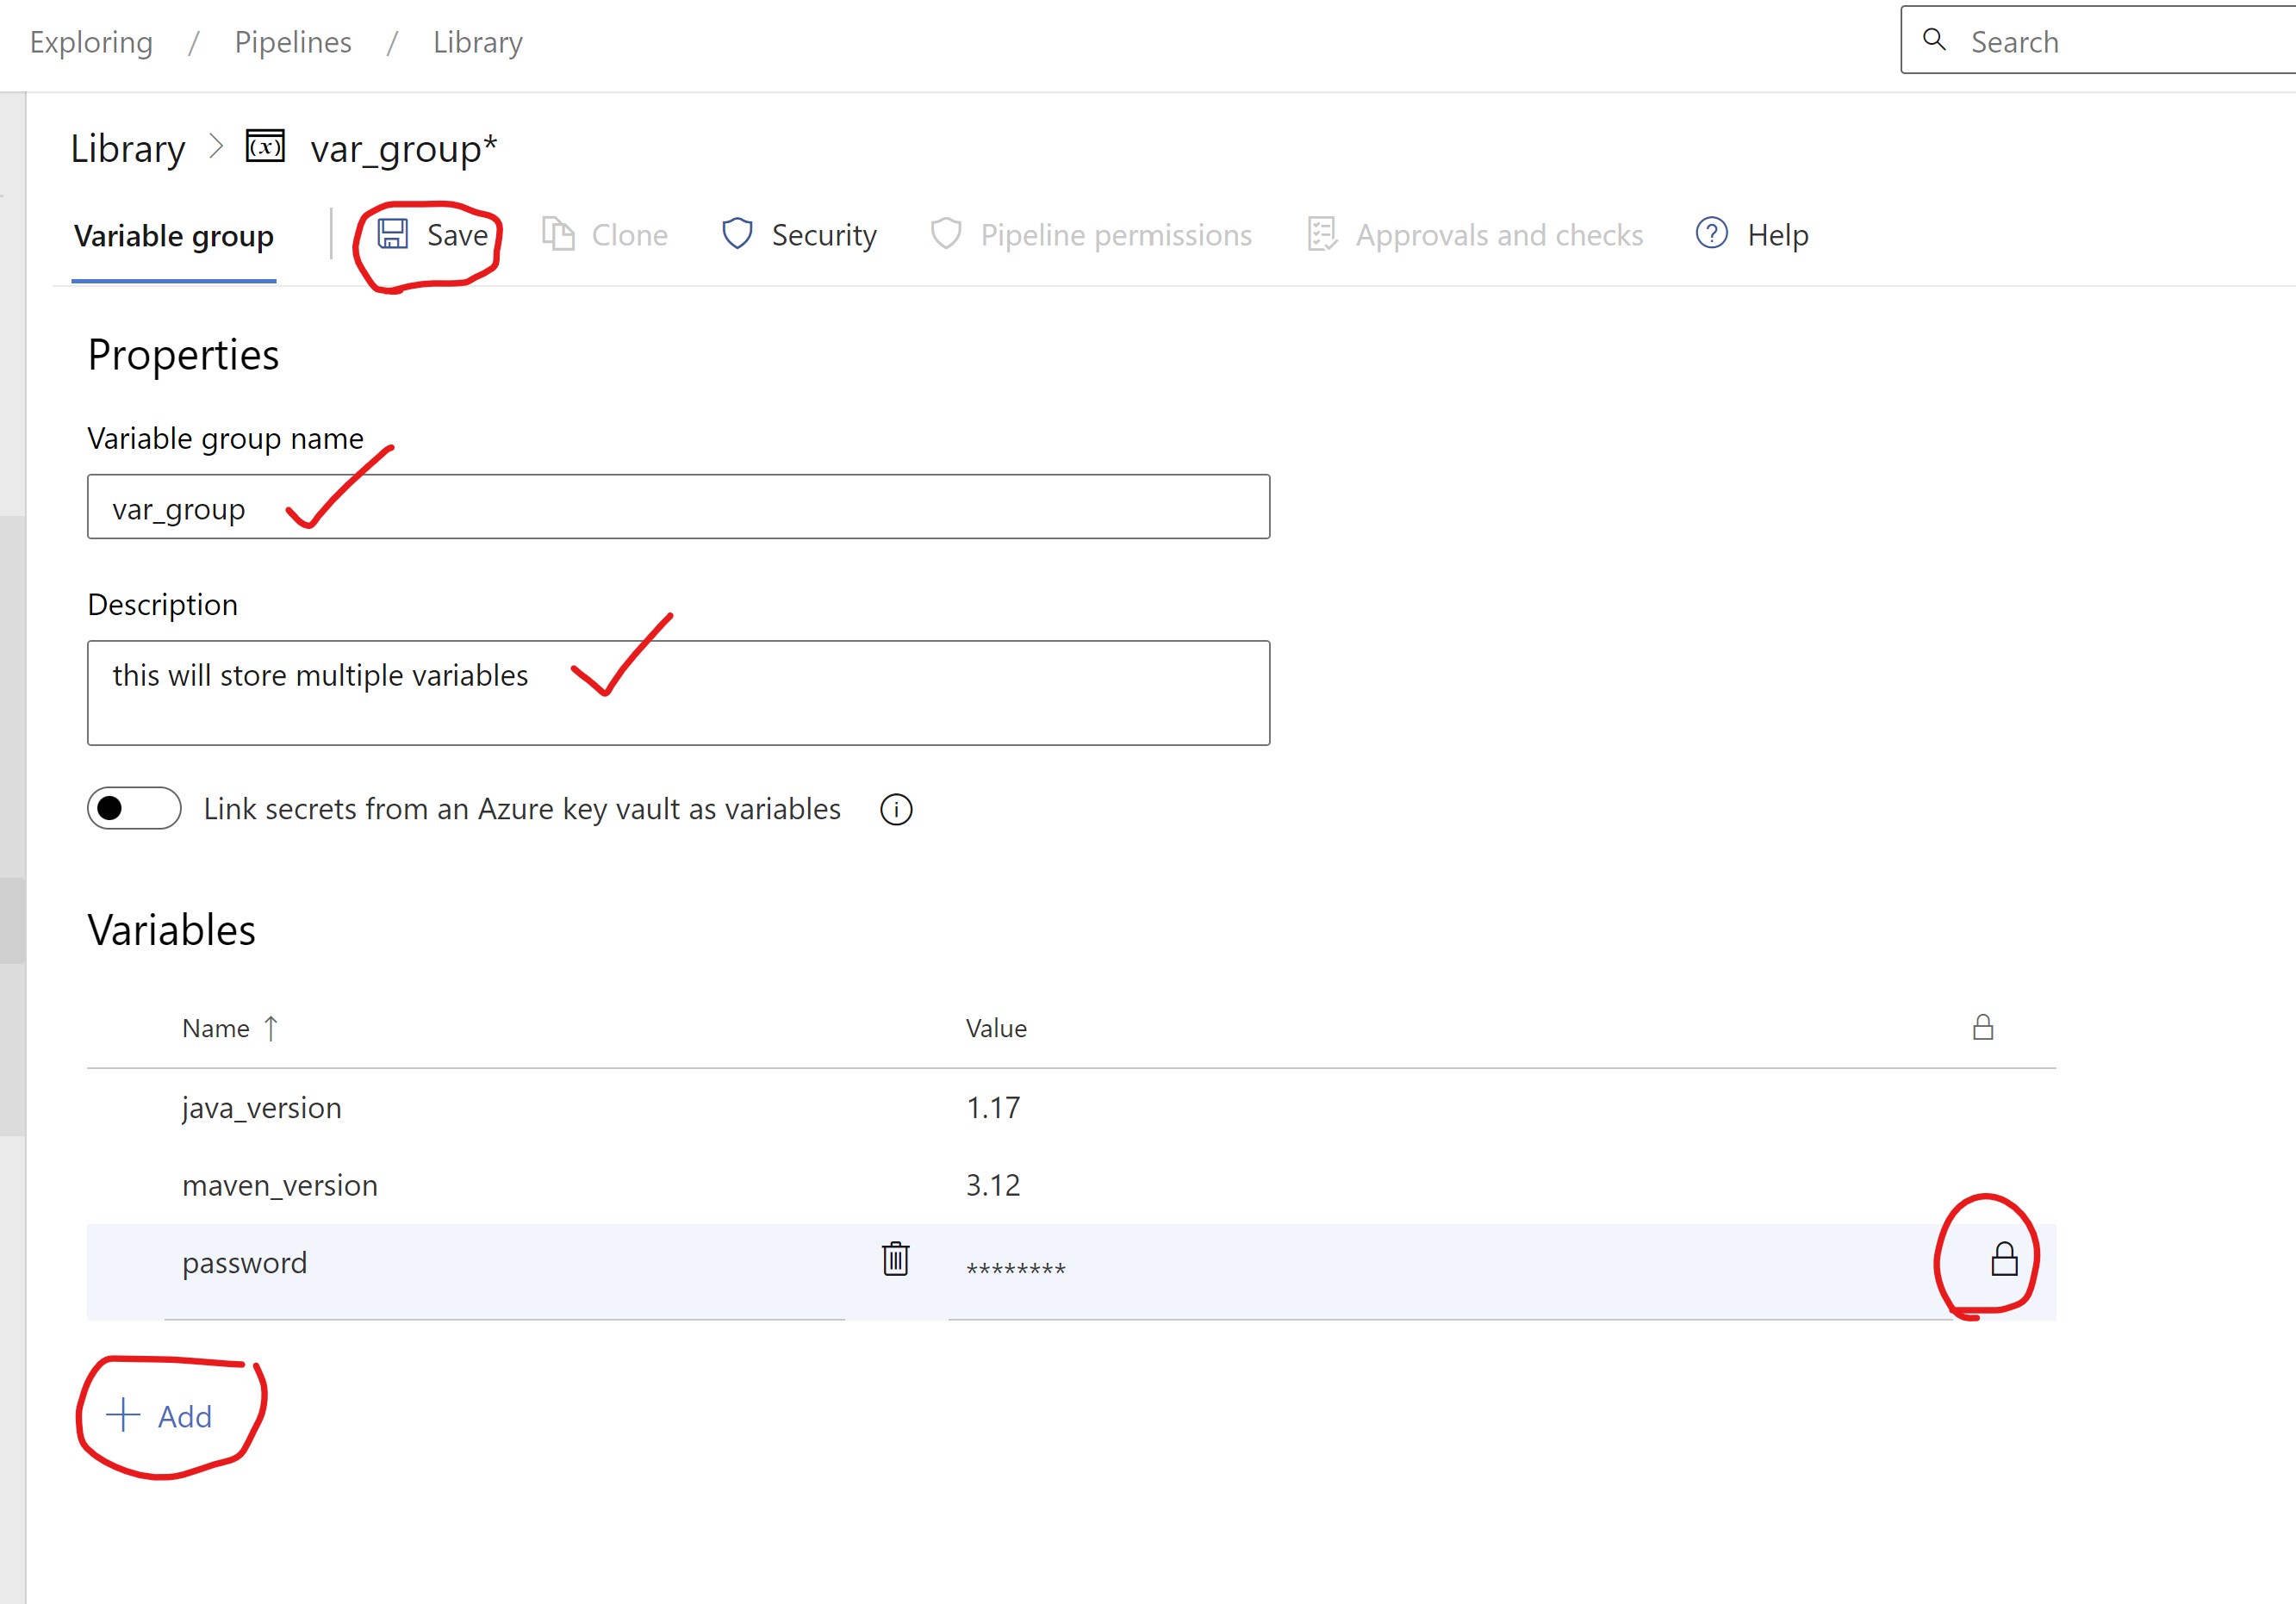 Exploring / Pipelines / Library
Search
Library > var_group*
Variable group
Save
Clone
Security
Pipeline permissions
Approvals and checks
Help
Properties
Variable group name
var_group
Description
this will store multiple variables
Link secrets from an Azure key vault as variables
Variables
Name ↑ Value
java_version 1.17
maven_version 3.12
password ********
+ Add